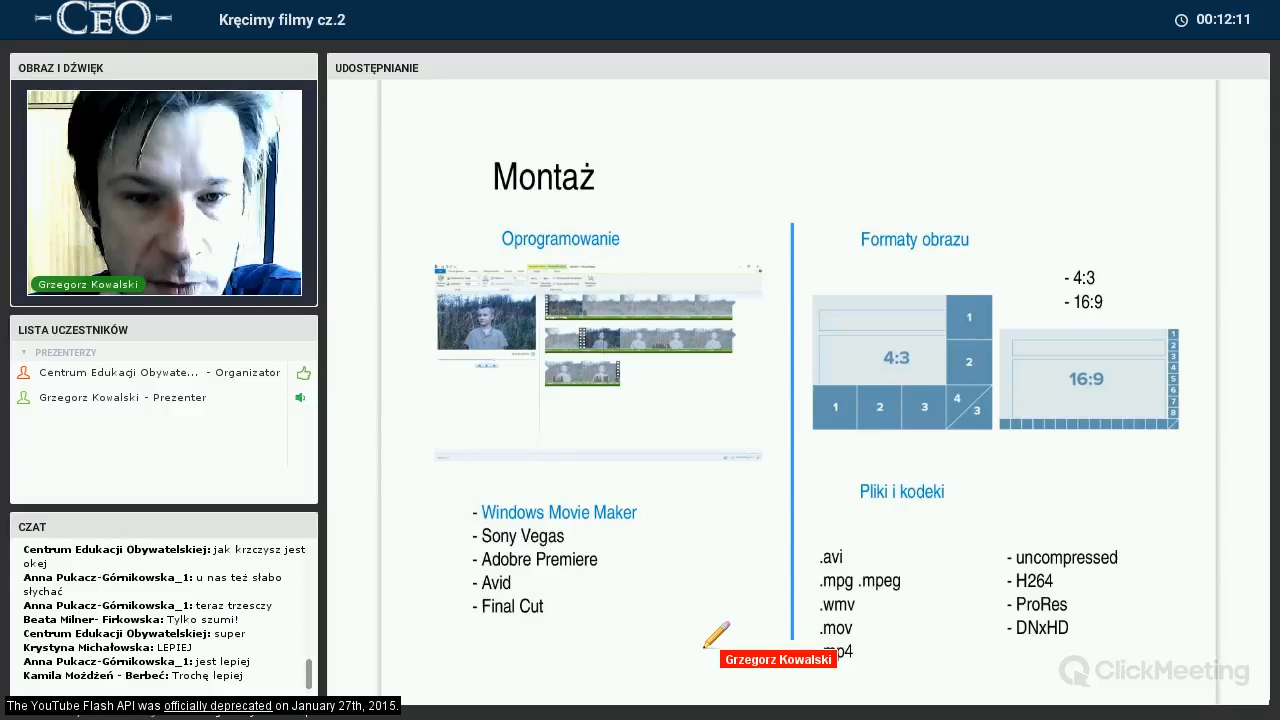 CEO
Kręcimy filmy cz.2
00:12:11
OBRAZ I DŹWIĘK
Grzegorz Kowalski
LISTA UCZESTNIKÓW
PREZENTERZY
Centrum Edukacji Obywate... - Organizator
Grzegorz Kowalski - Prezenter
CZAT
Centrum Edukacji Obywatelskiej: jak krzczysz jest
okej
Anna Pukacz-Górnikowska_1: u nas też słabo
słychać
Anna Pukacz-Górnikowska_1: teraz trzesczy
Beata Milner- Firkowska: Tylko szumi!
Centrum Edukacji Obywatelskiej: super
Krystyna Michałowska: LEPIEJ
Anna Pukacz-Górnikowska_1: jest lepiej
Kamila Możdżeń - Berbeć: Trochę lepiej
The YouTube Flash API was officially deprecated on January 27th, 2015.
UDOSTĘPNIANIE
Montaż
Oprogramowanie
- Windows Movie Maker
- Sony Vegas
- Adobre Premiere
- Avid
- Final Cut
Grzegorz Kowalski
Formaty obrazu
- 4:3
- 16:9
4:3
1
2
1 2 3 4 3
16:9
1
2
3
4
5
6
7
8
Pliki i kodeki
.avi
.mpg .mpeg
.wmv
.mov
mp4
- uncompressed
- H264
- ProRes
- DNxHD
ClickMeeting